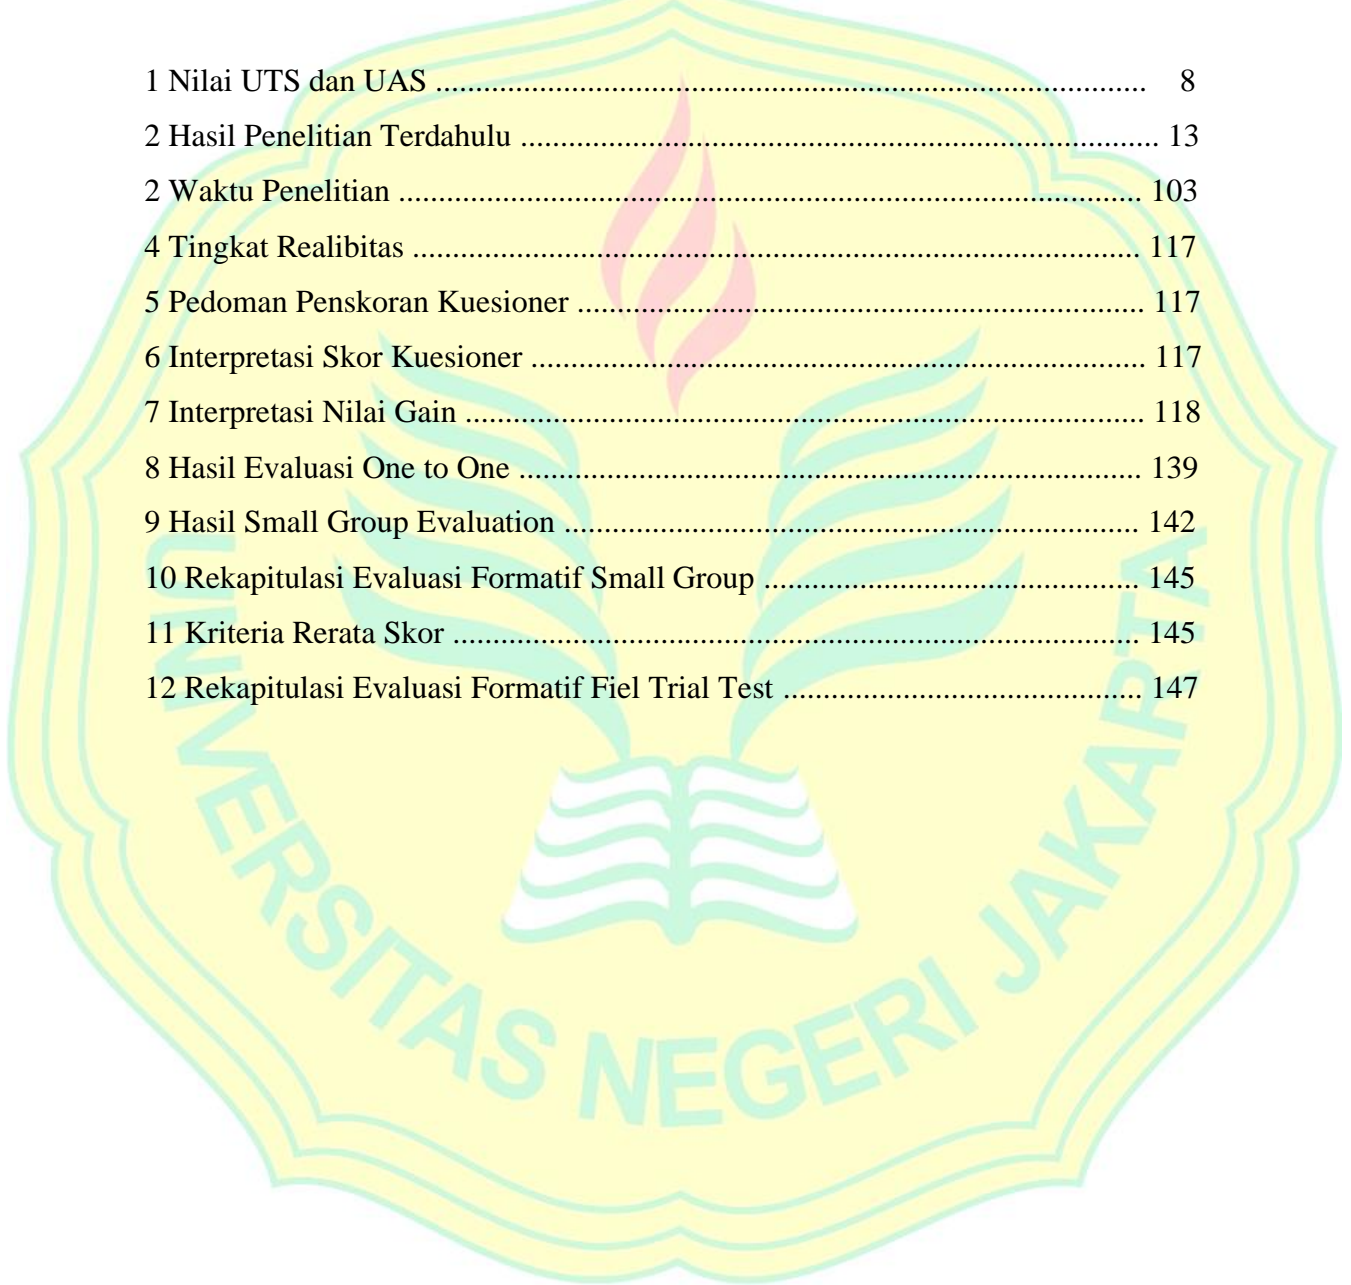 1 Nilai UTS dan UAS ........................................................................................ 8
2 Hasil Penelitian Terdahulu ............................................................................... 13
2 Waktu Penelitian ............................................................................................ 103
4 Tingkat Realibitas .......................................................................................... 117
5 Pedoman Penskoran Kuesioner ...................................................................... 117
6 Interpretasi Skor Kuesioner ............................................................................ 117
7 Interpretasi Nilai Gain .................................................................................... 118
8 Hasil Evaluasi One to One ............................................................................. 139
9 Hasil Small Group Evaluation ....................................................................... 142
10 Rekapitulasi Evaluasi Formatif Small Group .............................................. 145
11 Kriteria Rerata Skor ..................................................................................... 145
12 Rekapitulasi Evaluasi Formatif Fiel Trial Test ............................................ 147
UNIVERSITAS NEGERI JAKARTA